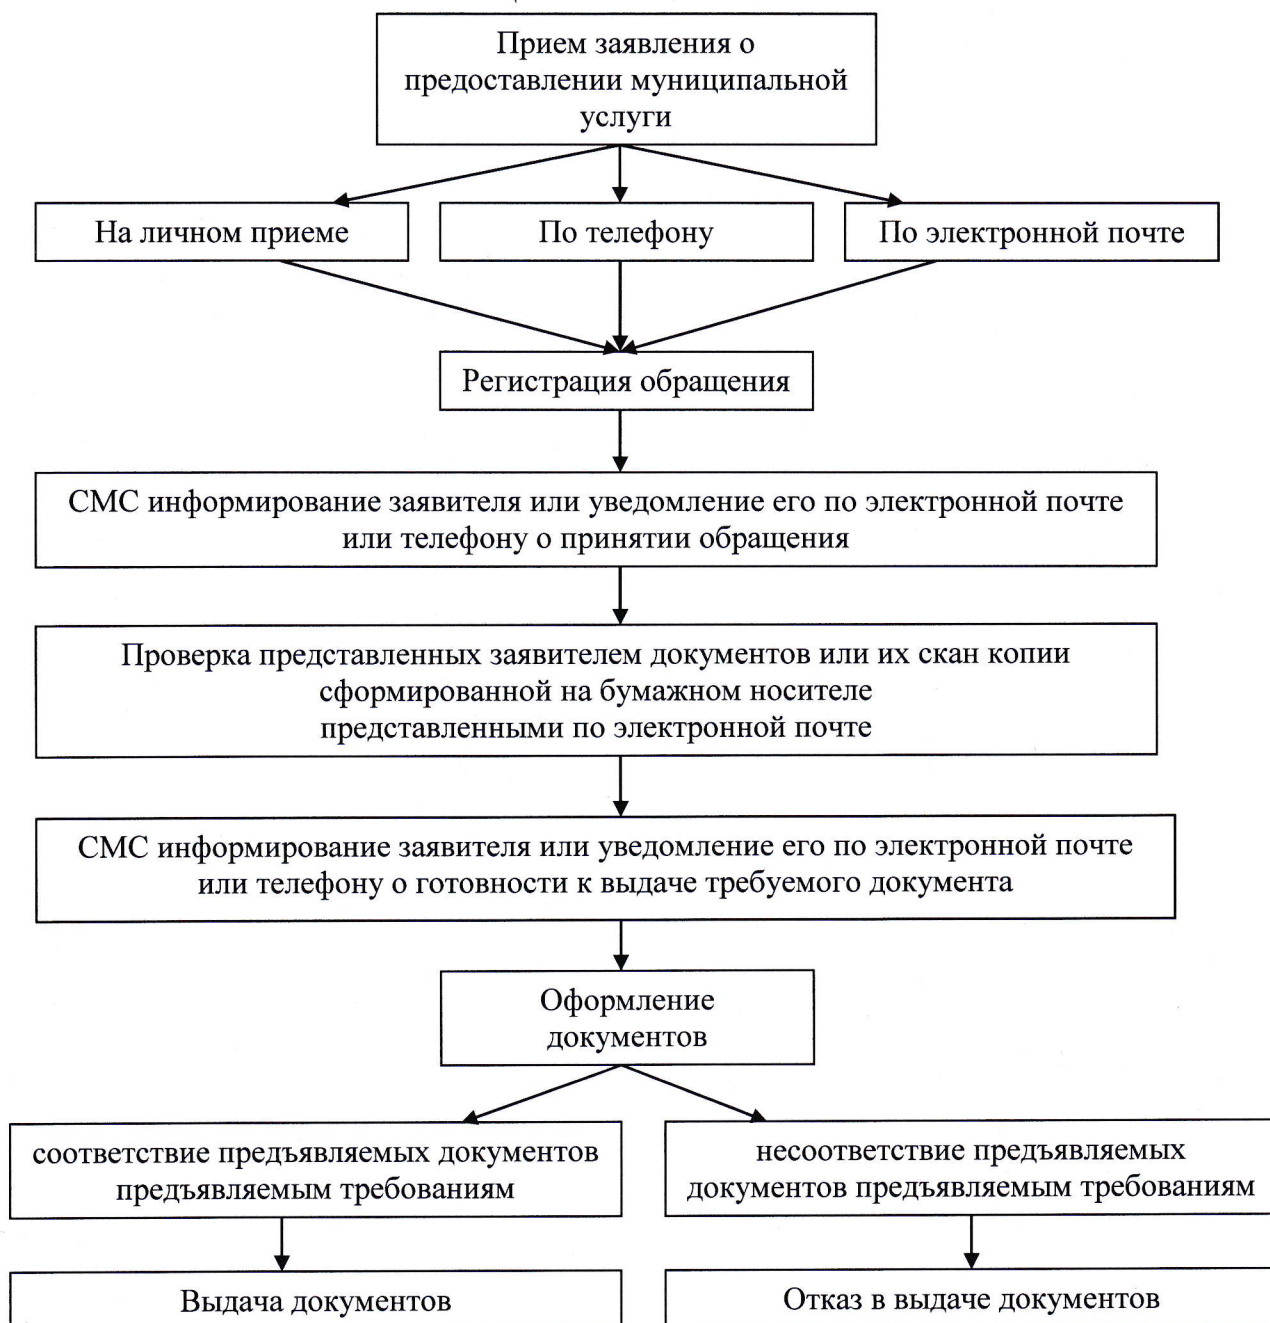 Прием заявления о
предоставлении муниципальной
услуги
На личном приеме
По телефону
По электронной почте
Регистрация обращения
СМС информирование заявителя или уведомление его по электронной почте
или телефону о принятии обращения
Проверка представленных заявителем документов или их скан копии
сформированной на бумажном носителе
представленными по электронной почте
СМС информирование заявителя или уведомление его по электронной почте
или телефону о готовности к выдаче требуемого документа
Оформление
документов
соответствие предъявляемых документов
предъявляемым требованиям
несоответствие предъявляемых
документов предъявляемым требованиям
Выдача документов
Отказ в выдаче документов